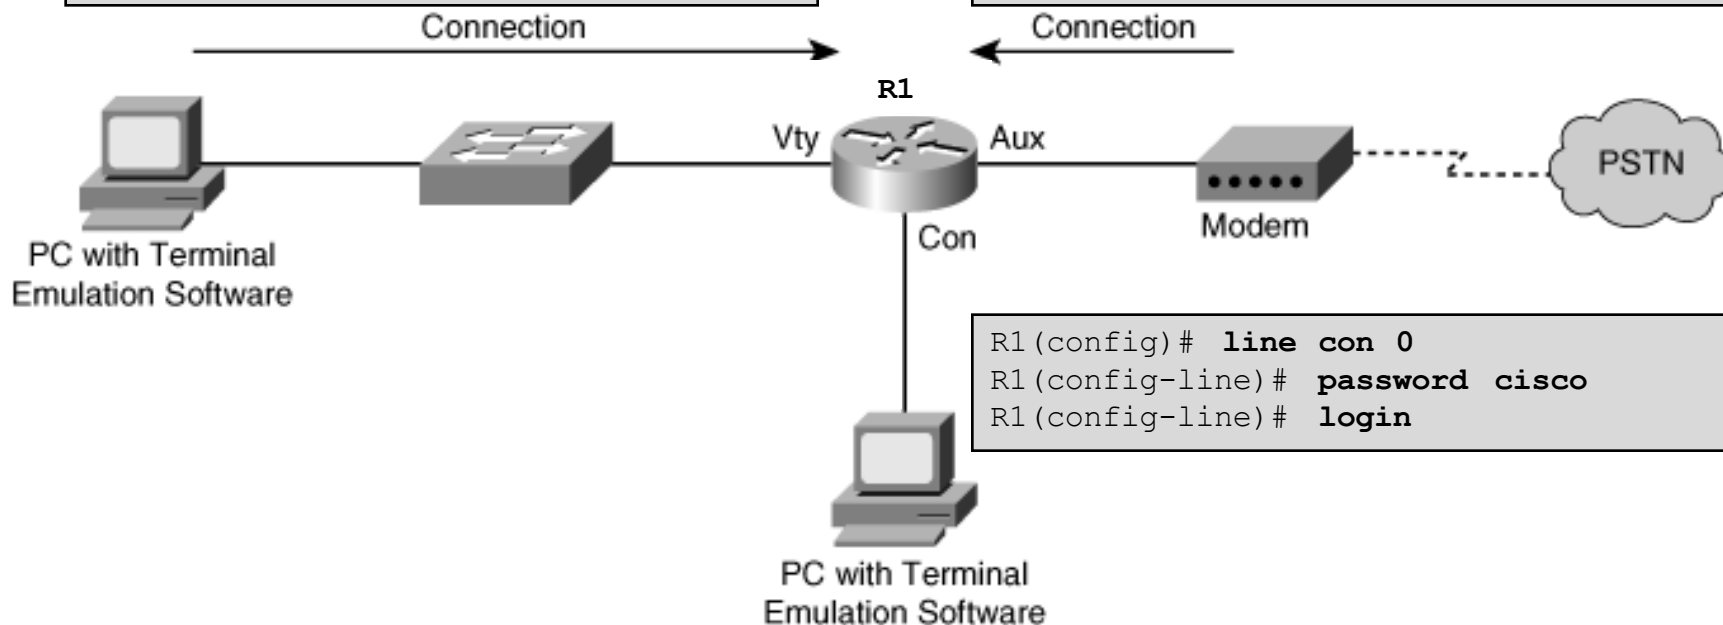 Connection
Connection
R1
Vty
Aux
PSTN
Modem
Con
PC with Terminal
Emulation Software
R1(config)# line con 0
R1(config-line)# password cisco
R1(config-line)# login
PC with Terminal
Emulation Software